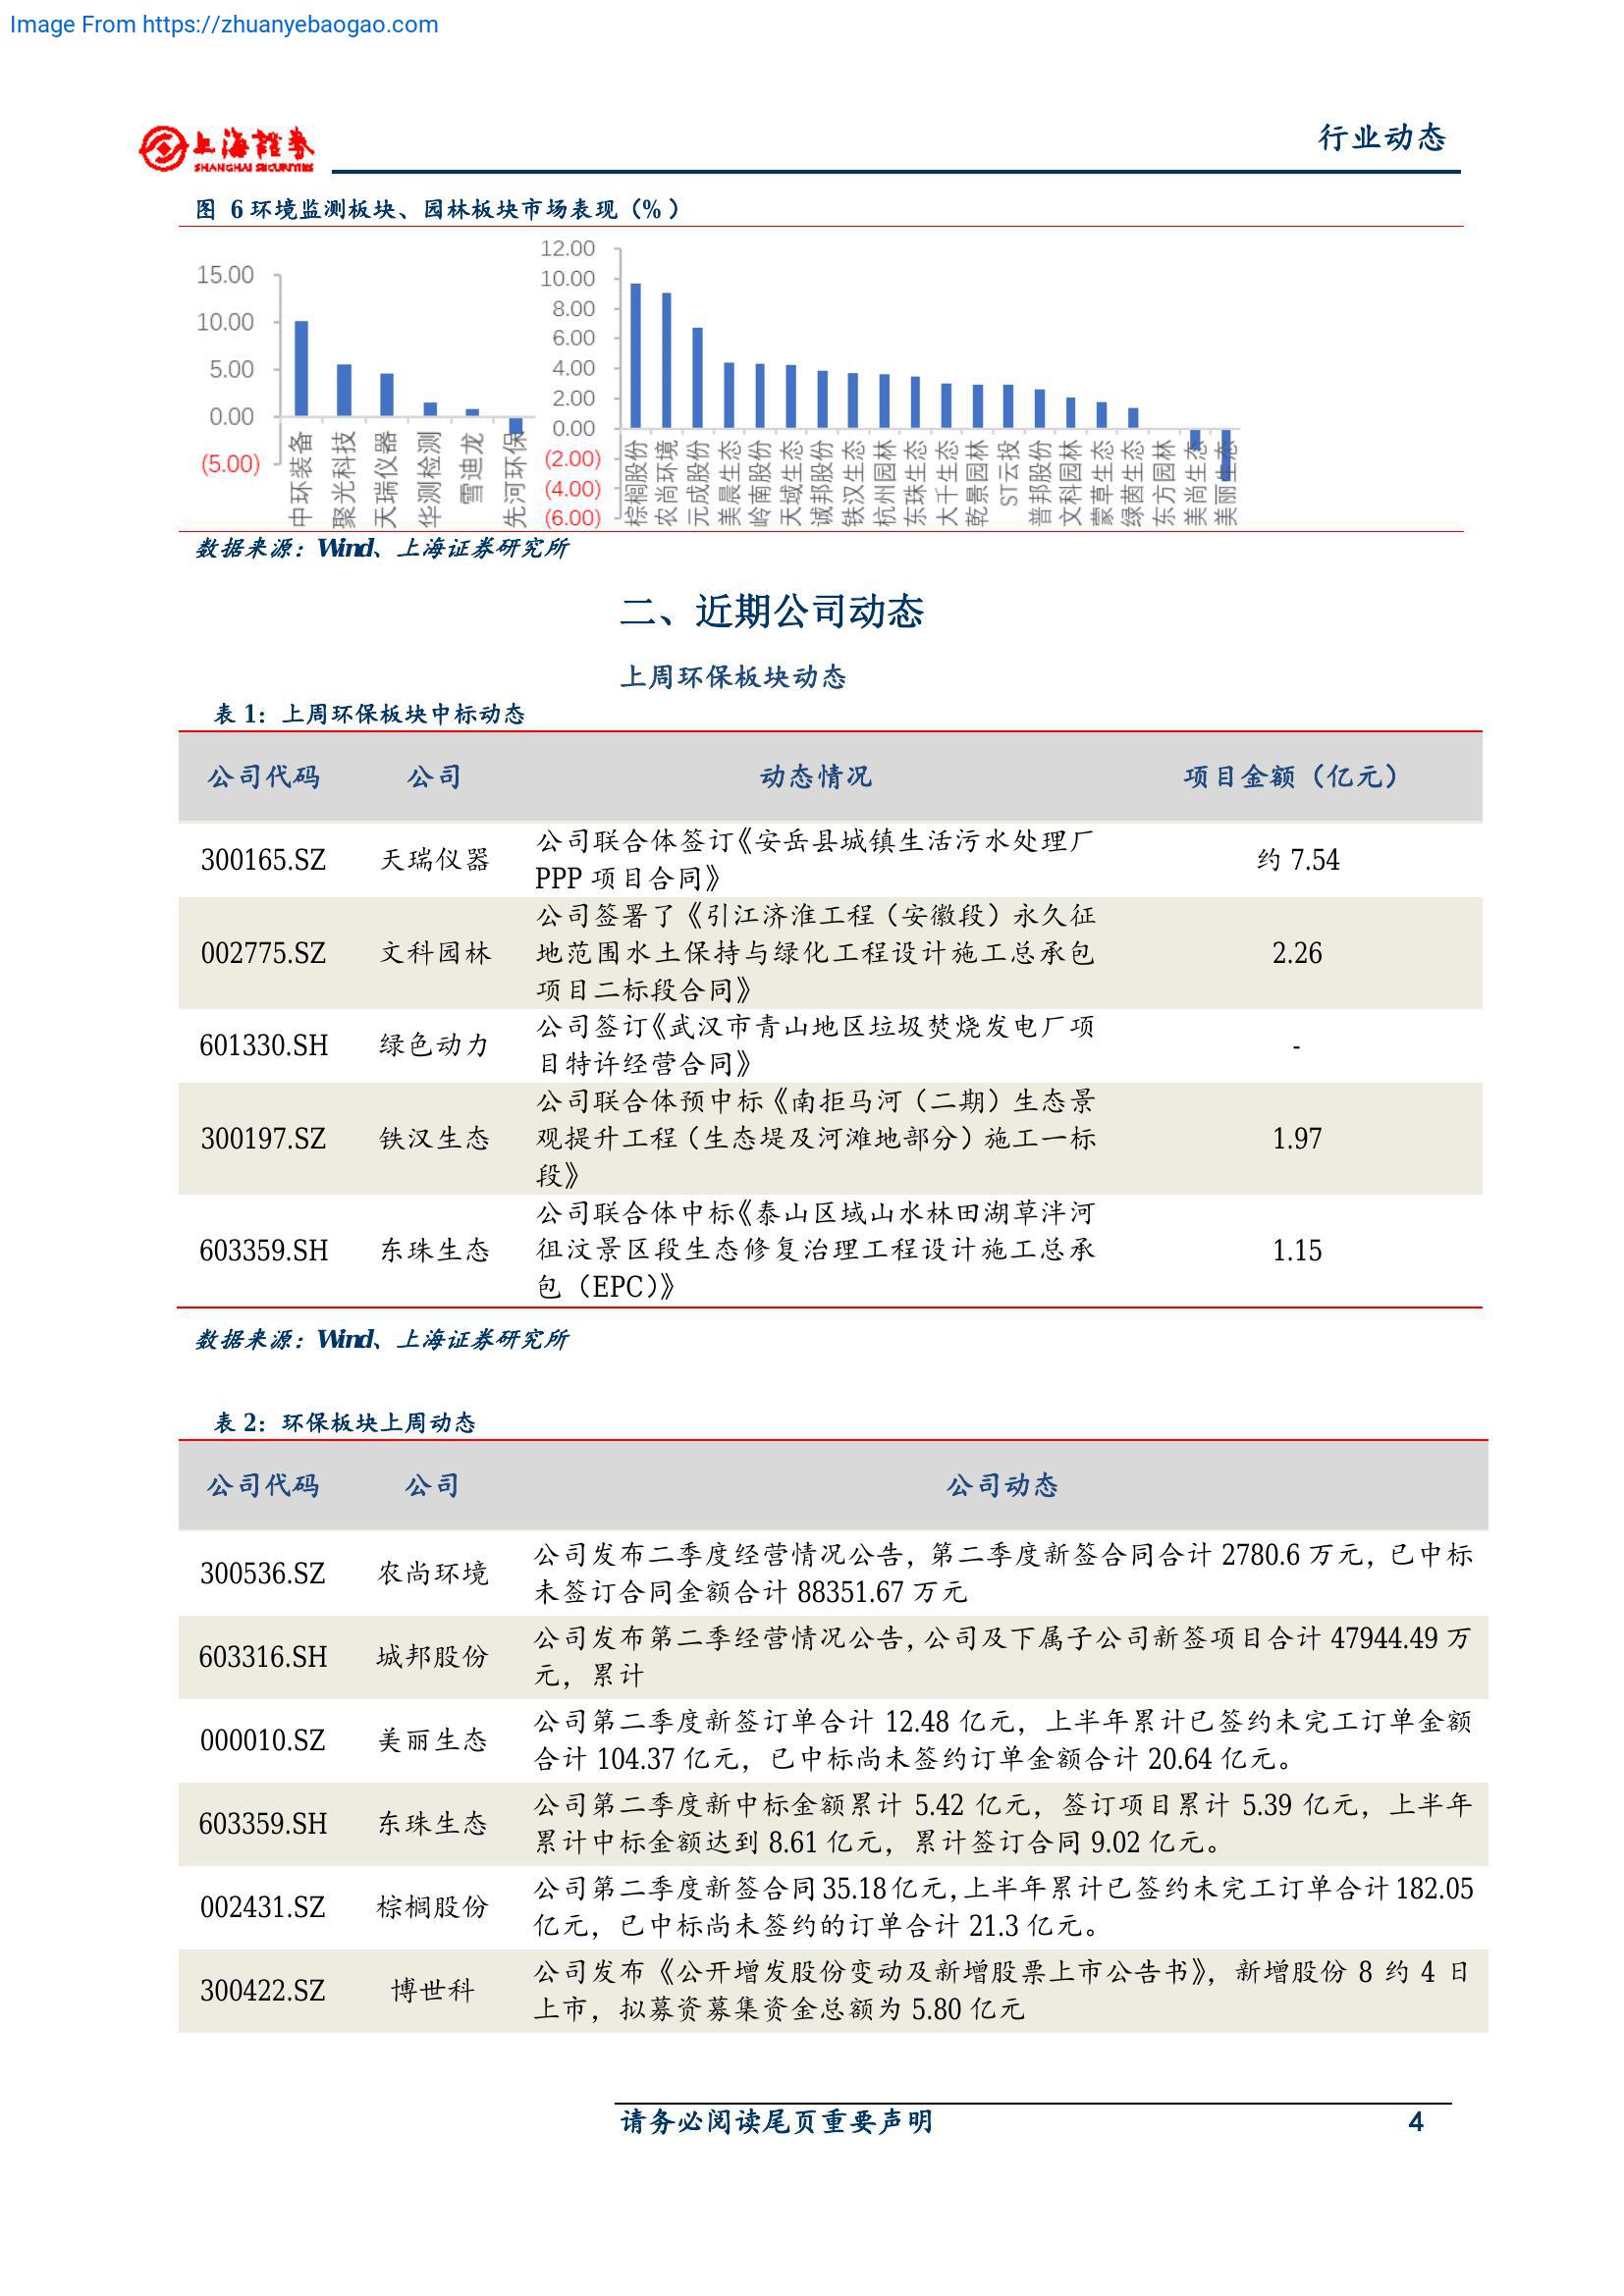 Image From https://zhuanyebaogao.com
上海證券
SHANGHAI SECURITIES
行业动态
图 6 环境监测板块、园林板块市场表现（%）
15.00
10.00
5.00
0.00
(5.00)
中环装备
聚光科技
天瑞仪器
华测检测
雪迪龙
先河环保
12.00
10.00
8.00
6.00
4.00
2.00
0.00
(2.00)
(4.00)
(6.00)
棕榈股份
农尚环境
元成股份
美晨生态
岭南股份
天域生态
诚邦股份
铁汉生态
杭州园林
东珠生态
大千生态
乾景园林
ST云投
普邦股份
文科园林
蒙草生态
绿茵生态
东方园林
美尚生态
美丽生态
数据来源：Wind、上海证券研究所
二、近期公司动态
上周环保板块动态
表 1：上周环保板块中标动态
公司代码 公司 动态情况 项目金额（亿元）
公司联合体签订《安岳县城镇生活污水处理厂
300165.SZ 天瑞仪器 约 7.54
PPP 项目合同》
公司签署了《引江济淮工程（安徽段）永久征
002775.SZ 文科园林 地范围水土保持与绿化工程设计施工总承包 2.26
项目二标段合同》
公司签订《武汉市青山地区垃圾焚烧发电厂项
601330.SH 绿色动力 -
目特许经营合同》
公司联合体预中标《南拒马河（二期）生态景
300197.SZ 铁汉生态 观提升工程（生态堤及河滩地部分）施工一标 1.97
段》
公司联合体中标《泰山区域山水林田湖草泮河
603359.SH 东珠生态 徂汶景区段生态修复治理工程设计施工总承 1.15
包（EPC）》
数据来源：Wind、上海证券研究所
表 2：环保板块上周动态
公司代码 公司 公司动态
公司发布二季度经营情况公告，第二季度新签合同合计 2780.6 万元，已中标
300536.SZ 农尚环境
未签订合同金额合计 88351.67 万元
公司发布第二季经营情况公告，公司及下属子公司新签项目合计 47944.49 万
603316.SH 城邦股份
元，累计
公司第二季度新签订单合计 12.48 亿元，上半年累计已签约未完工订单金额
000010.SZ 美丽生态
合计 104.37 亿元，已中标尚未签约订单金额合计 20.64 亿元。
公司第二季度新中标金额累计 5.42 亿元，签订项目累计 5.39 亿元，上半年
603359.SH 东珠生态
累计中标金额达到 8.61 亿元，累计签订合同 9.02 亿元。
公司第二季度新签合同 35.18 亿元，上半年累计已签约未完工订单合计 182.05
002431.SZ 棕榈股份
亿元，已中标尚未签约的订单合计 21.3 亿元。
公司发布《公开增发股份变动及新增股票上市公告书》，新增股份 8 约 4 日
300422.SZ 博世科
上市，拟募资募集资金总额为 5.80 亿元
请务必阅读尾页重要声明 4